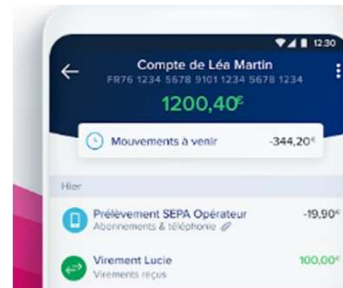 12:30
Compte de Léa Martin
FR76 1234 5678 9101 1234 5678 1234
1200,40€
Mouvements à venir -344,20€
Hier
Prélèvement SEPA Opérateur -19,90€
Abonnements & téléphonie
Virement Lucie 100,00€
Virements reçus